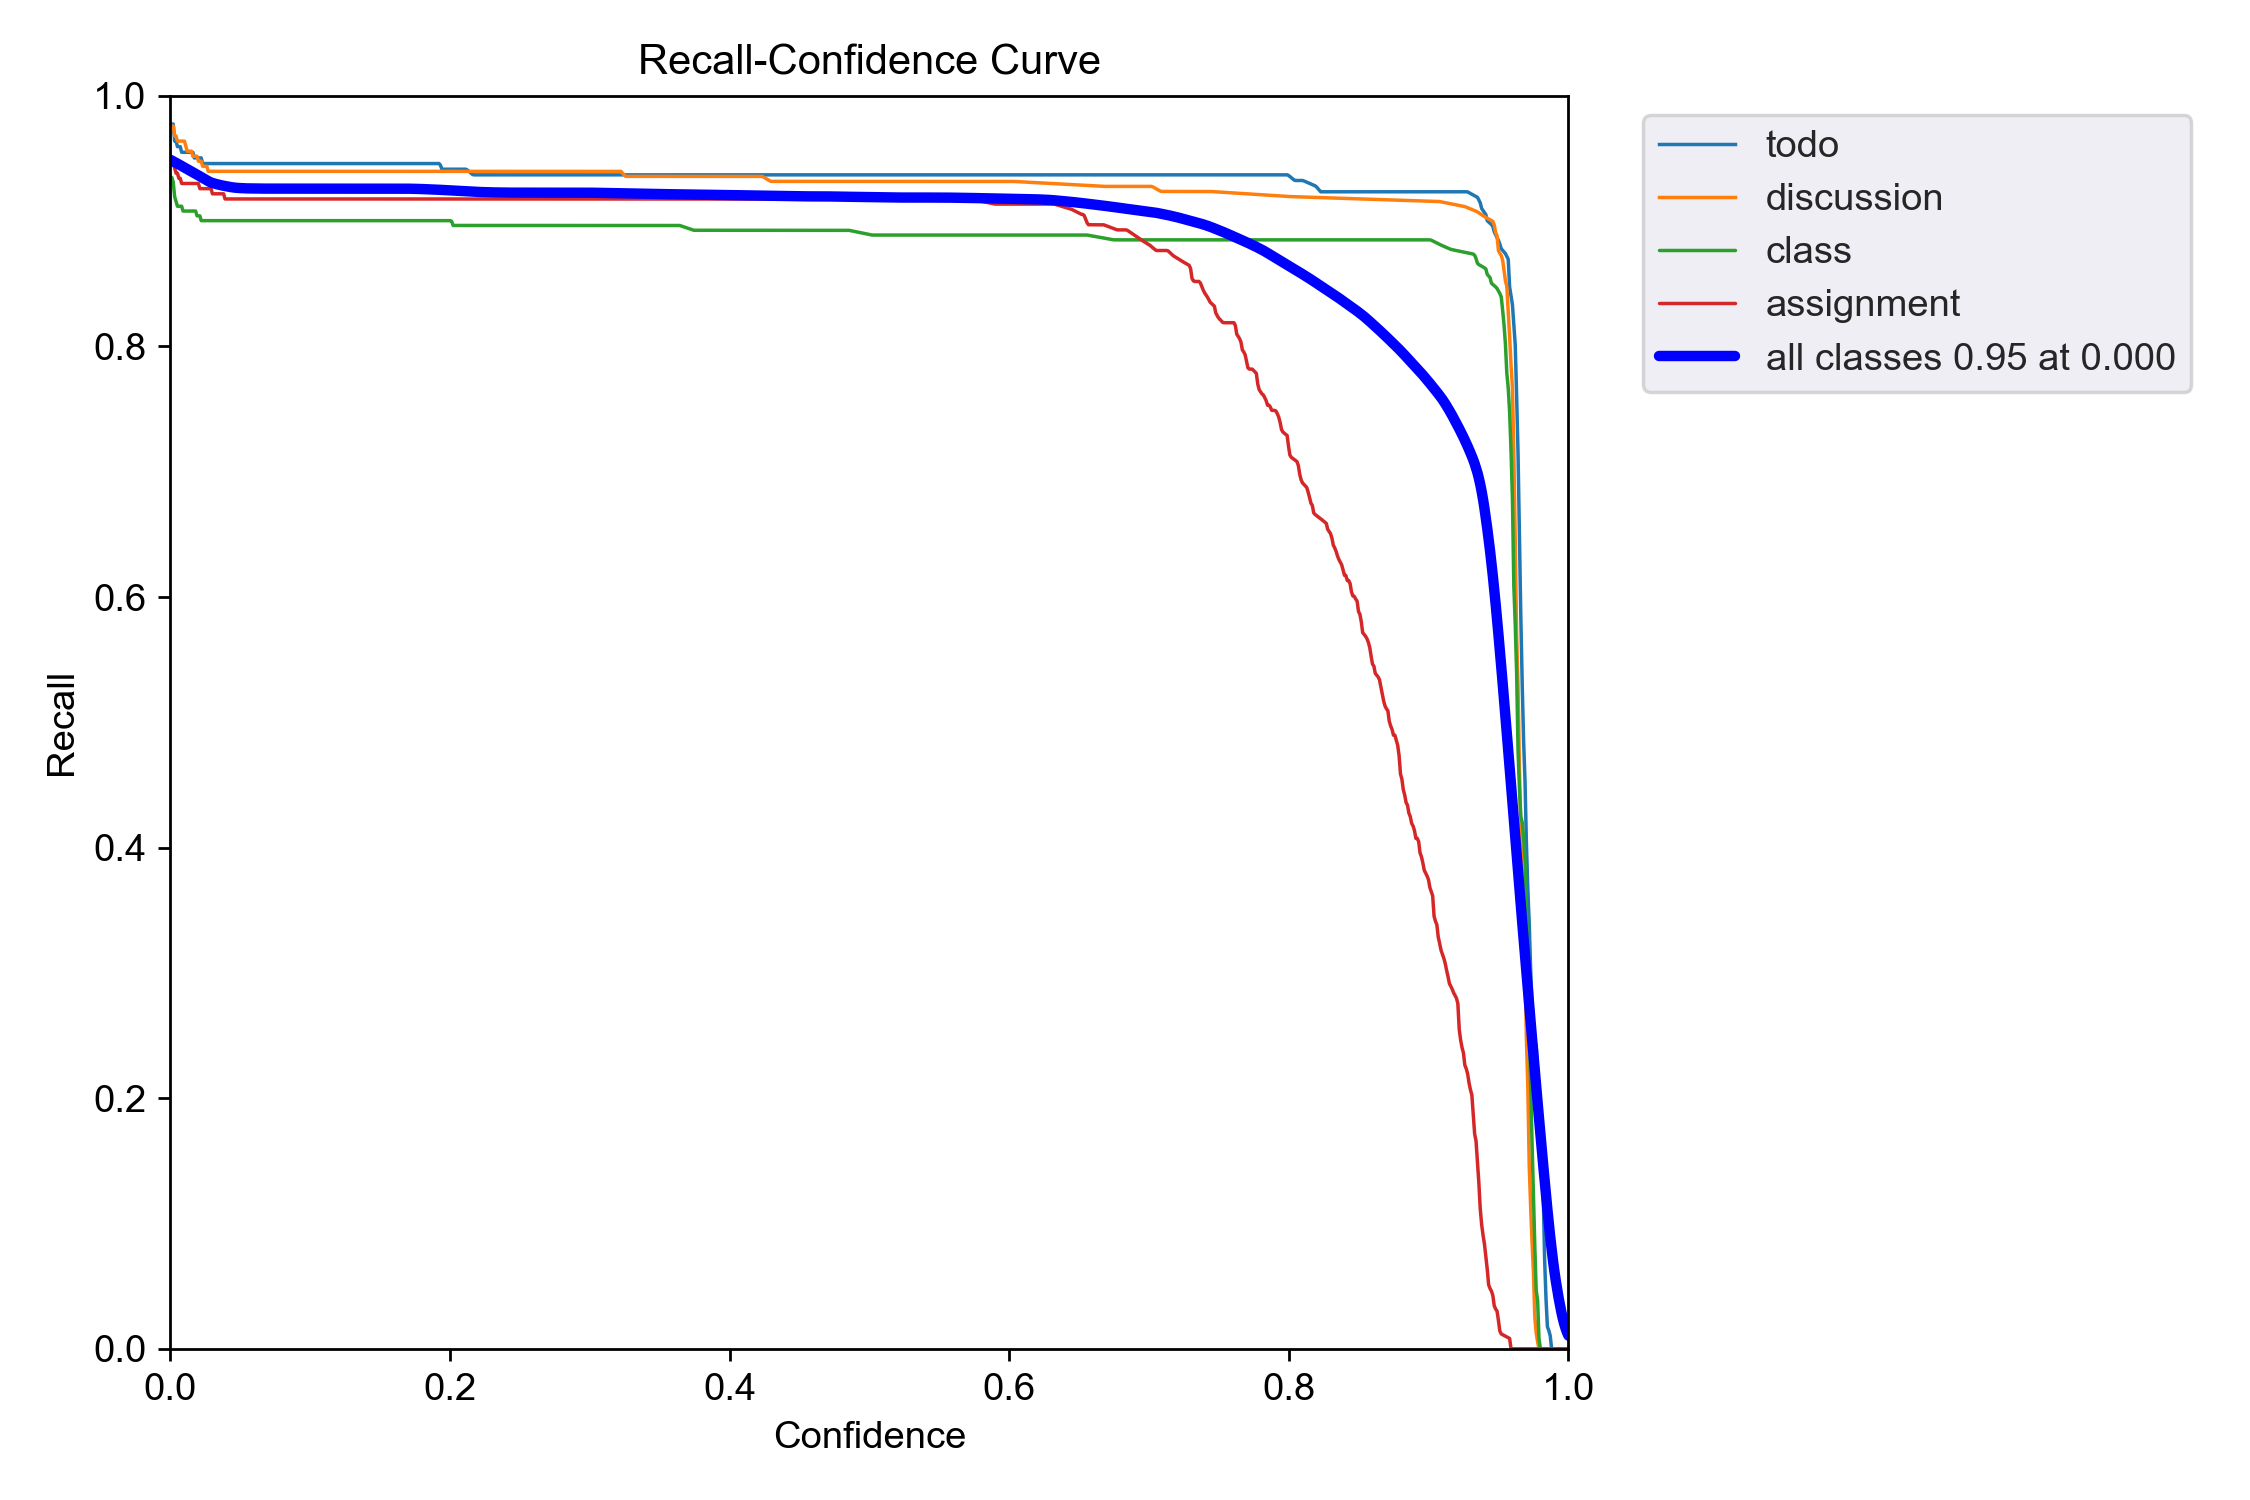 Recall-Confidence Curve
1.0
0.8
0.6
0.4
0.2
0.0
Recall
0.0 0.2 0.4 0.6 0.8 1.0
Confidence
todo
discussion
class
assignment
all classes 0.95 at 0.000